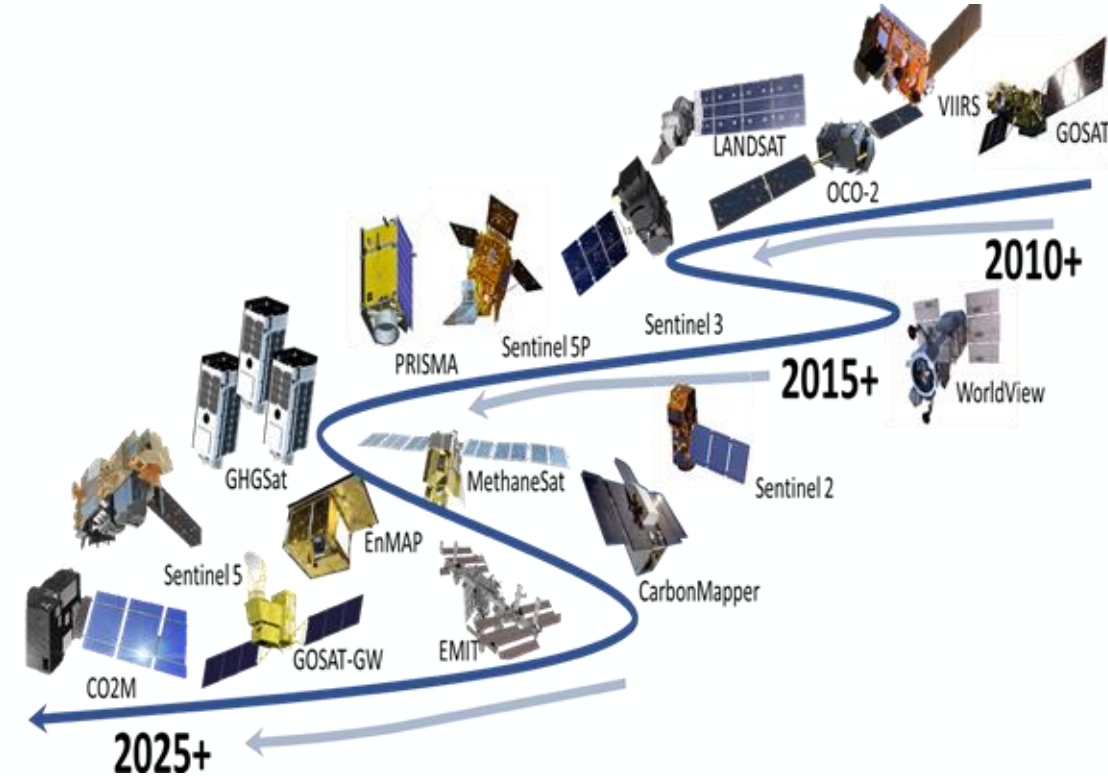 VIIRS
GOSAT
LANDSAT
OCO-2
2010+
Sentinel 3
Sentinel 5P
PRISMA
2015+
WorldView
GHGSat
MethaneSat
Sentinel 2
EnMAP
CarbonMapper
Sentinel 5
GOSAT-GW
EMIT
CO2M
2025+